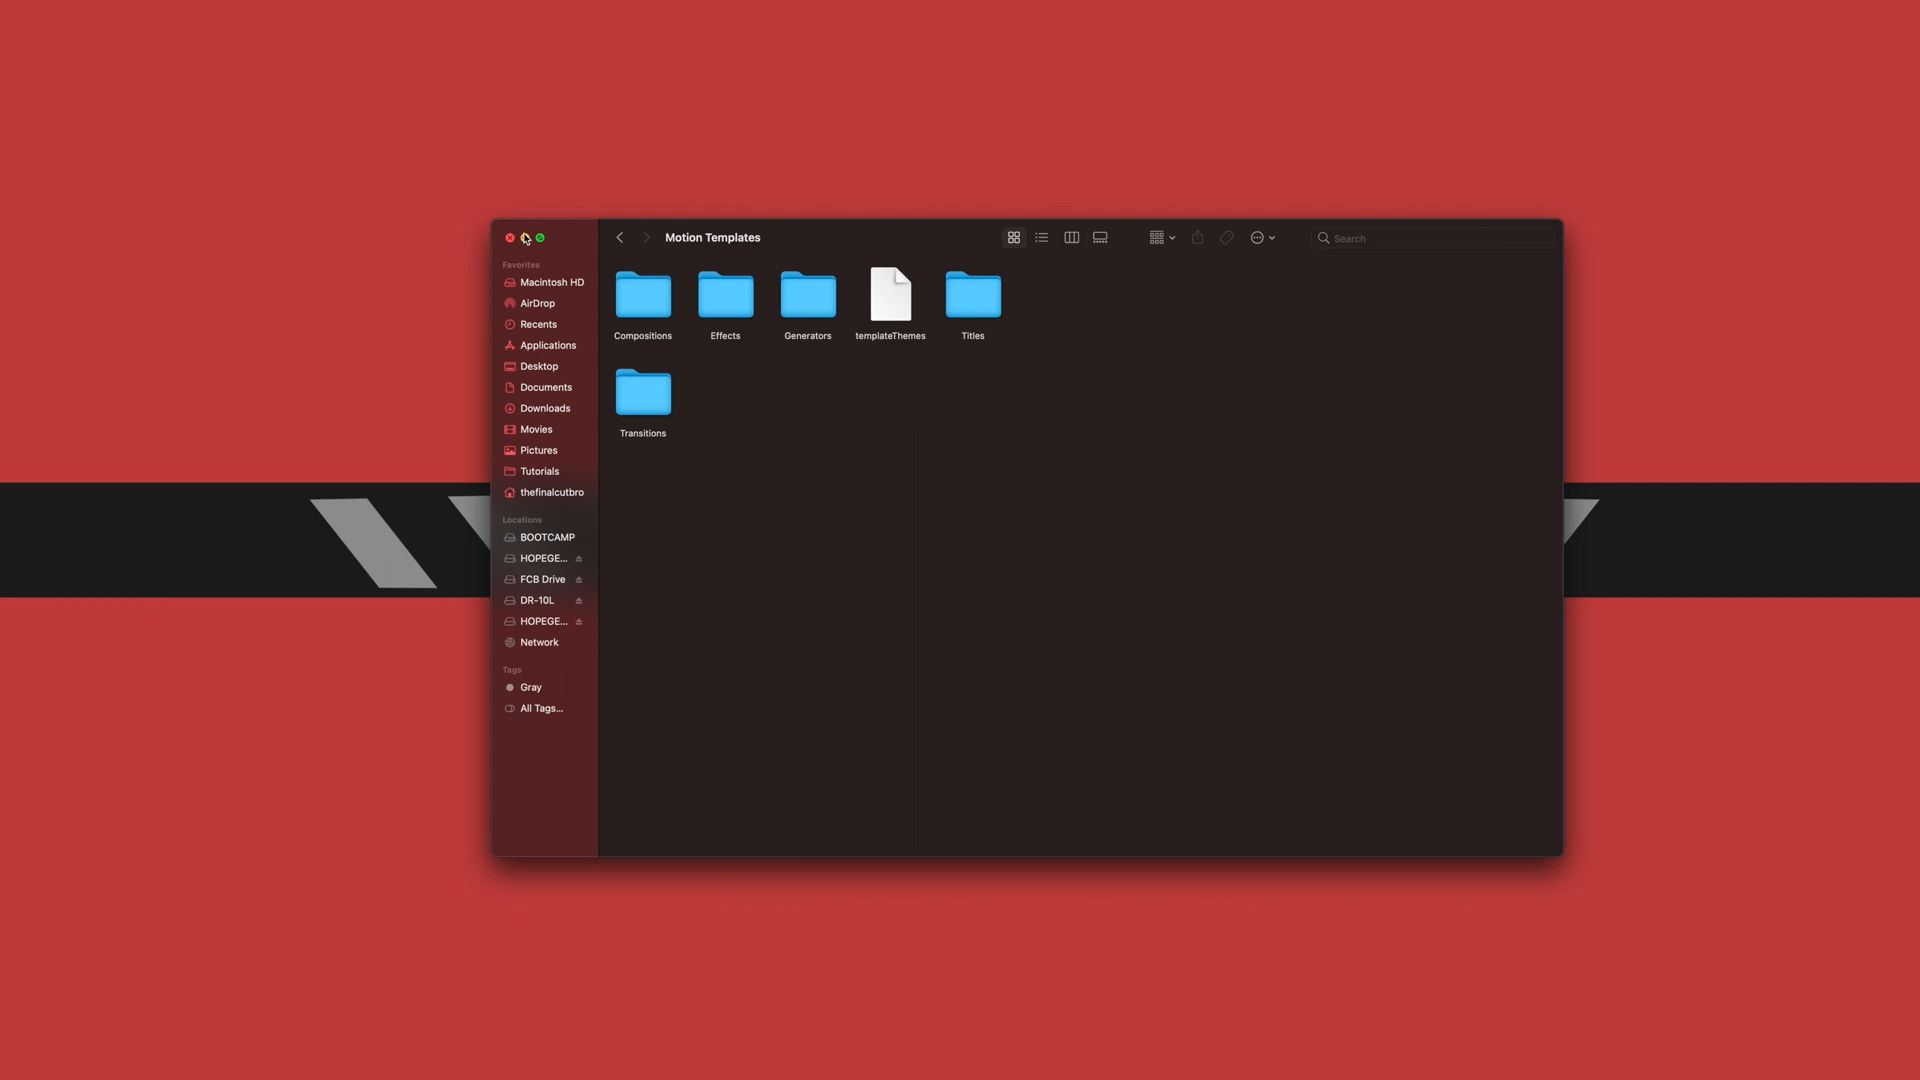 Motion Templates
Search
Favorites
Macintosh HD
AirDrop
Recents
Applications
Desktop
Documents
Downloads
Movies
Pictures
Tutorials
thefinalcutbro
Locations
BOOTCAMP
HOPEGE...
FCB Drive
DR-10L
HOPEGE...
Network
Tags
Gray
All Tags...
Compositions
Effects
Generators
templateThemes
Titles
Transitions